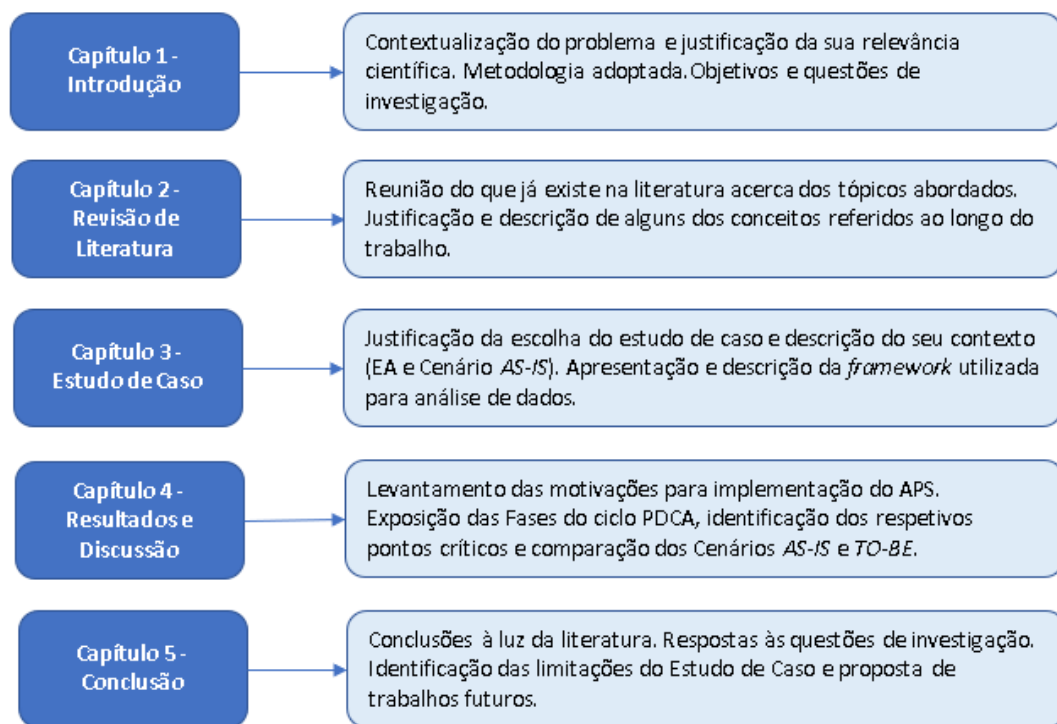 Capítulo 1 -
Introdução
Contextualização do problema e justificação da sua relevância
científica. Metodologia adoptada.Objetivos e questões de
investigação.
Capítulo 2 -
Revisão de
Literatura
Reunião do que já existe na literatura acerca dos tópicos abordados.
Justificação e descrição de alguns dos conceitos referidos ao longo do
trabalho.
Capítulo 3 -
Estudo de Caso
Justificação da escolha do estudo de caso e descrição do seu contexto
(EA e Cenário AS-IS). Apresentação e descrição da framework utilizada
para análise de dados.
Capítulo 4 -
Resultados e
Discussão
Levantamento das motivações para implementação do APS.
Exposição das Fases do ciclo PDCA, identificação dos respetivos
pontos críticos e comparação dos Cenários AS-IS e TO-BE.
Capítulo 5 -
Conclusão
Conclusões à luz da literatura. Respostas às questões de investigação.
Identificação das limitações do Estudo de Caso e proposta de
trabalhos futuros.